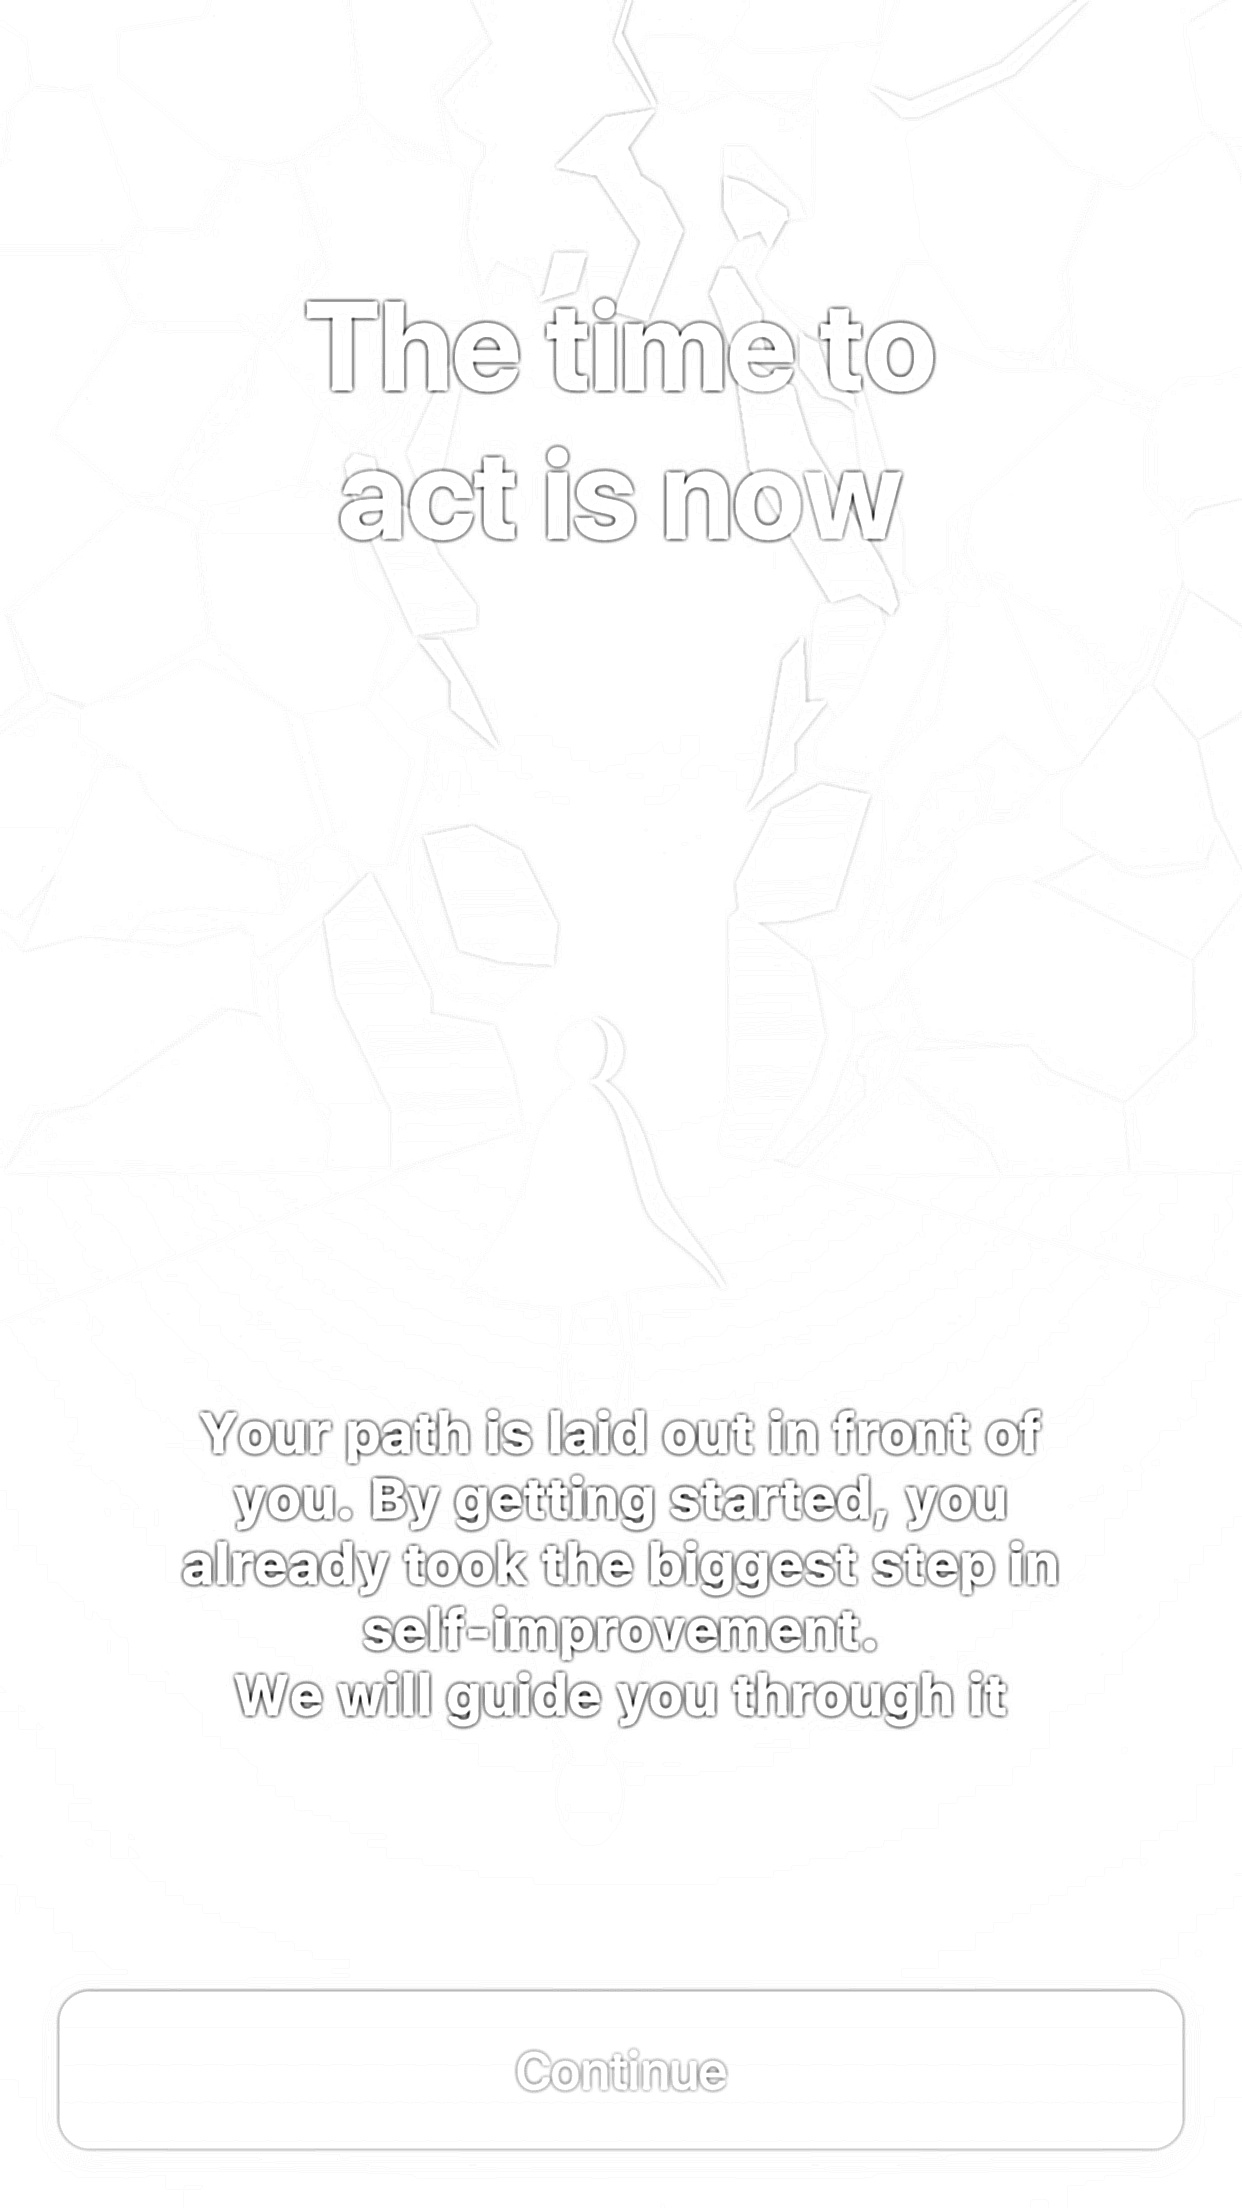 The time to
act is now
Your path is laid out in front of
you. By getting started, you
already took the biggest step in
self-improvement.
We will guide you through it
Continue